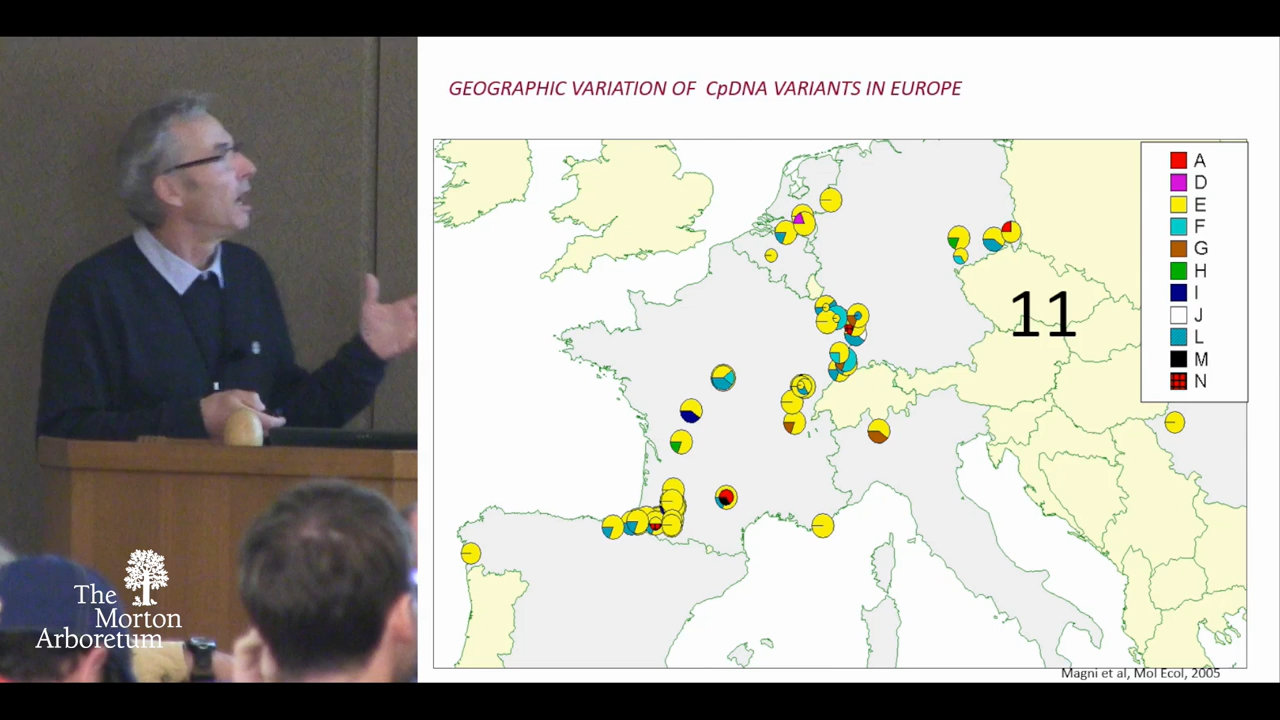 GEOGRAPHIC VARIATION OF CpDNA VARIANTS IN EUROPE
A
D
E
F
G
H
I
J
L
M
N
11
Magni et al, Mol Ecol, 2005
The
Morton
Arboretum